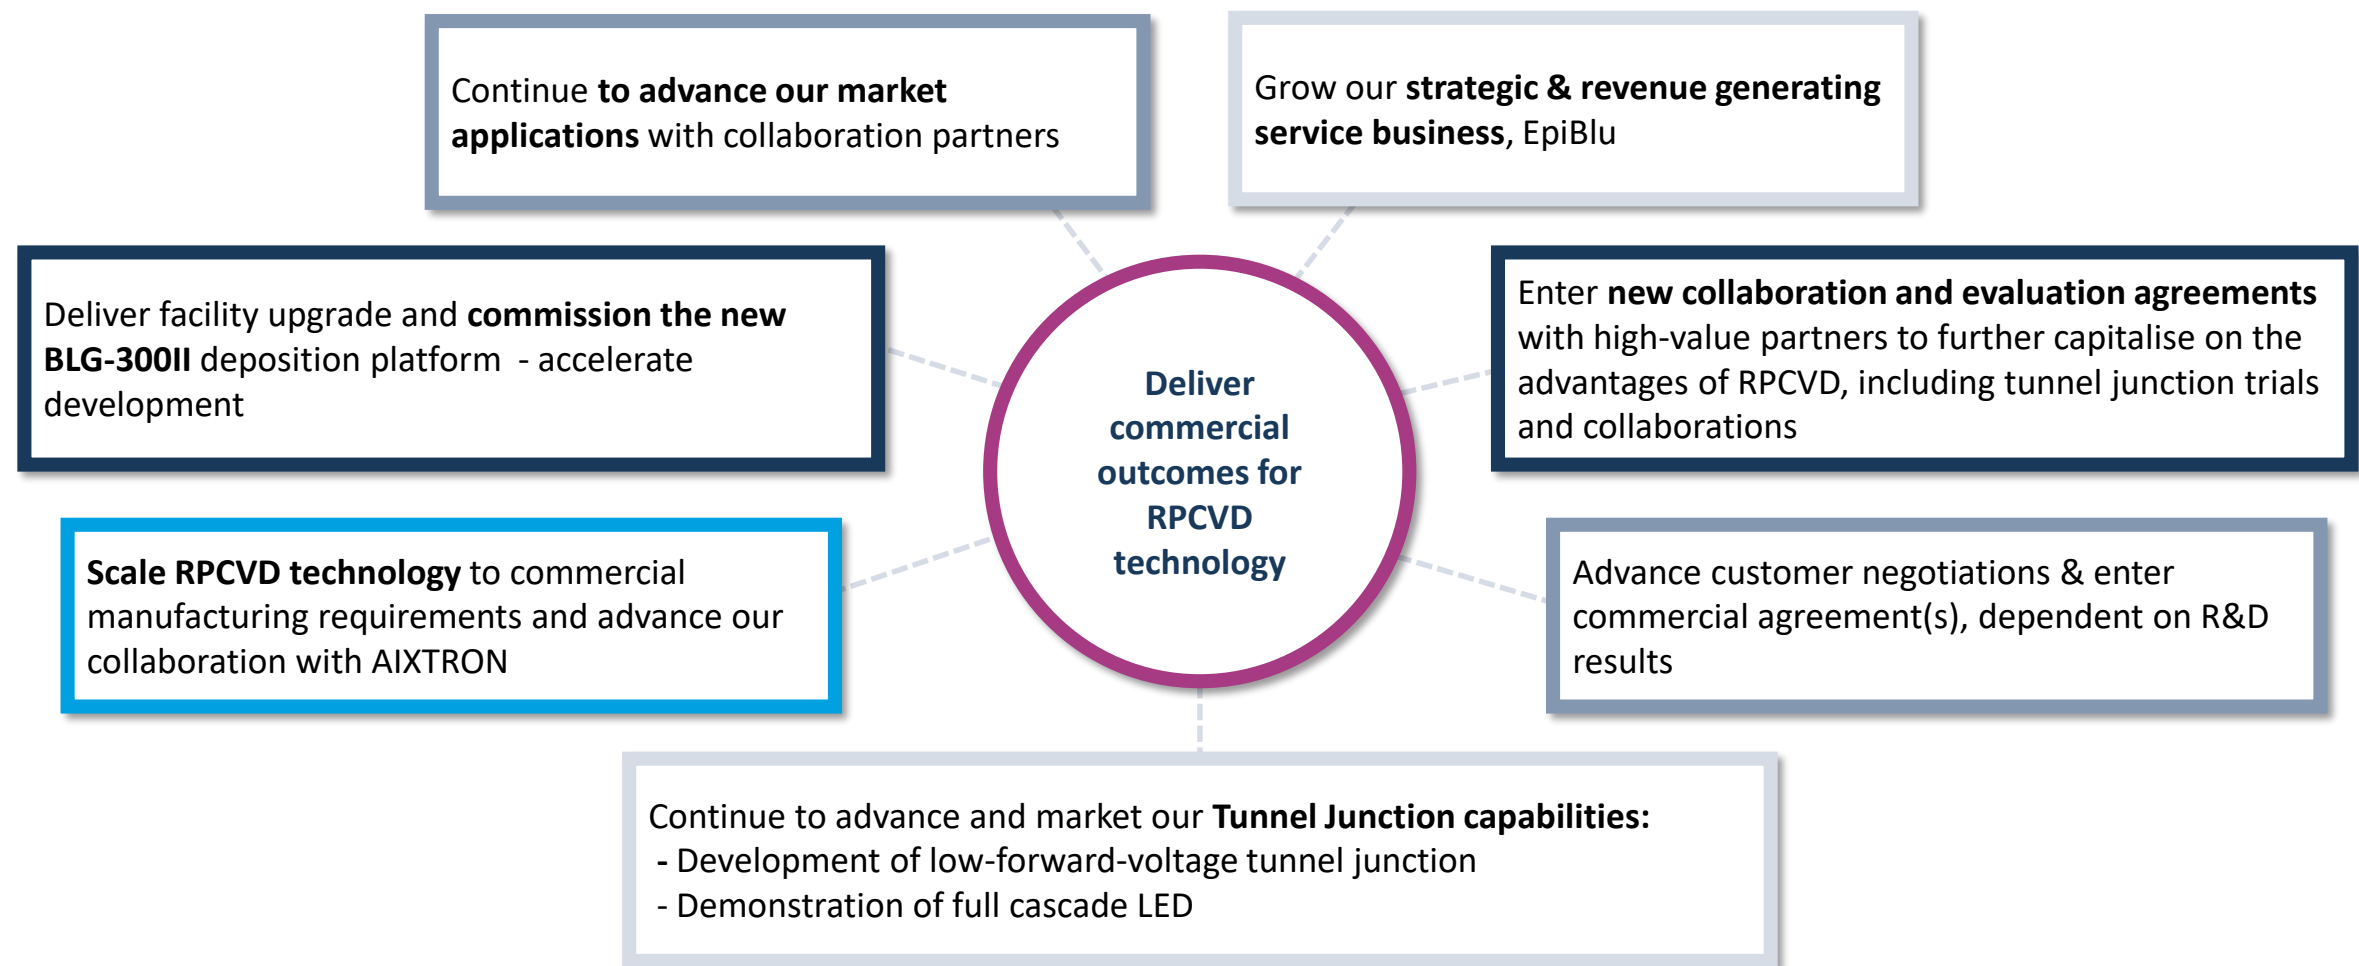 Continue to advance our market
applications with collaboration partners
Grow our strategic & revenue generating
service business, EpiBlu
Deliver facility upgrade and commission the new
BLG-300II deposition platform  - accelerate
development
Enter new collaboration and evaluation agreements
with high-value partners to further capitalise on the
advantages of RPCVD, including tunnel junction trials
and collaborations
Deliver
commercial
outcomes for
RPCVD
technology
Scale RPCVD technology to commercial
manufacturing requirements and advance our
collaboration with AIXTRON
Advance customer negotiations & enter
commercial agreement(s), dependent on R&D
results
Continue to advance and market our Tunnel Junction capabilities:
- Development of low-forward-voltage tunnel junction
- Demonstration of full cascade LED